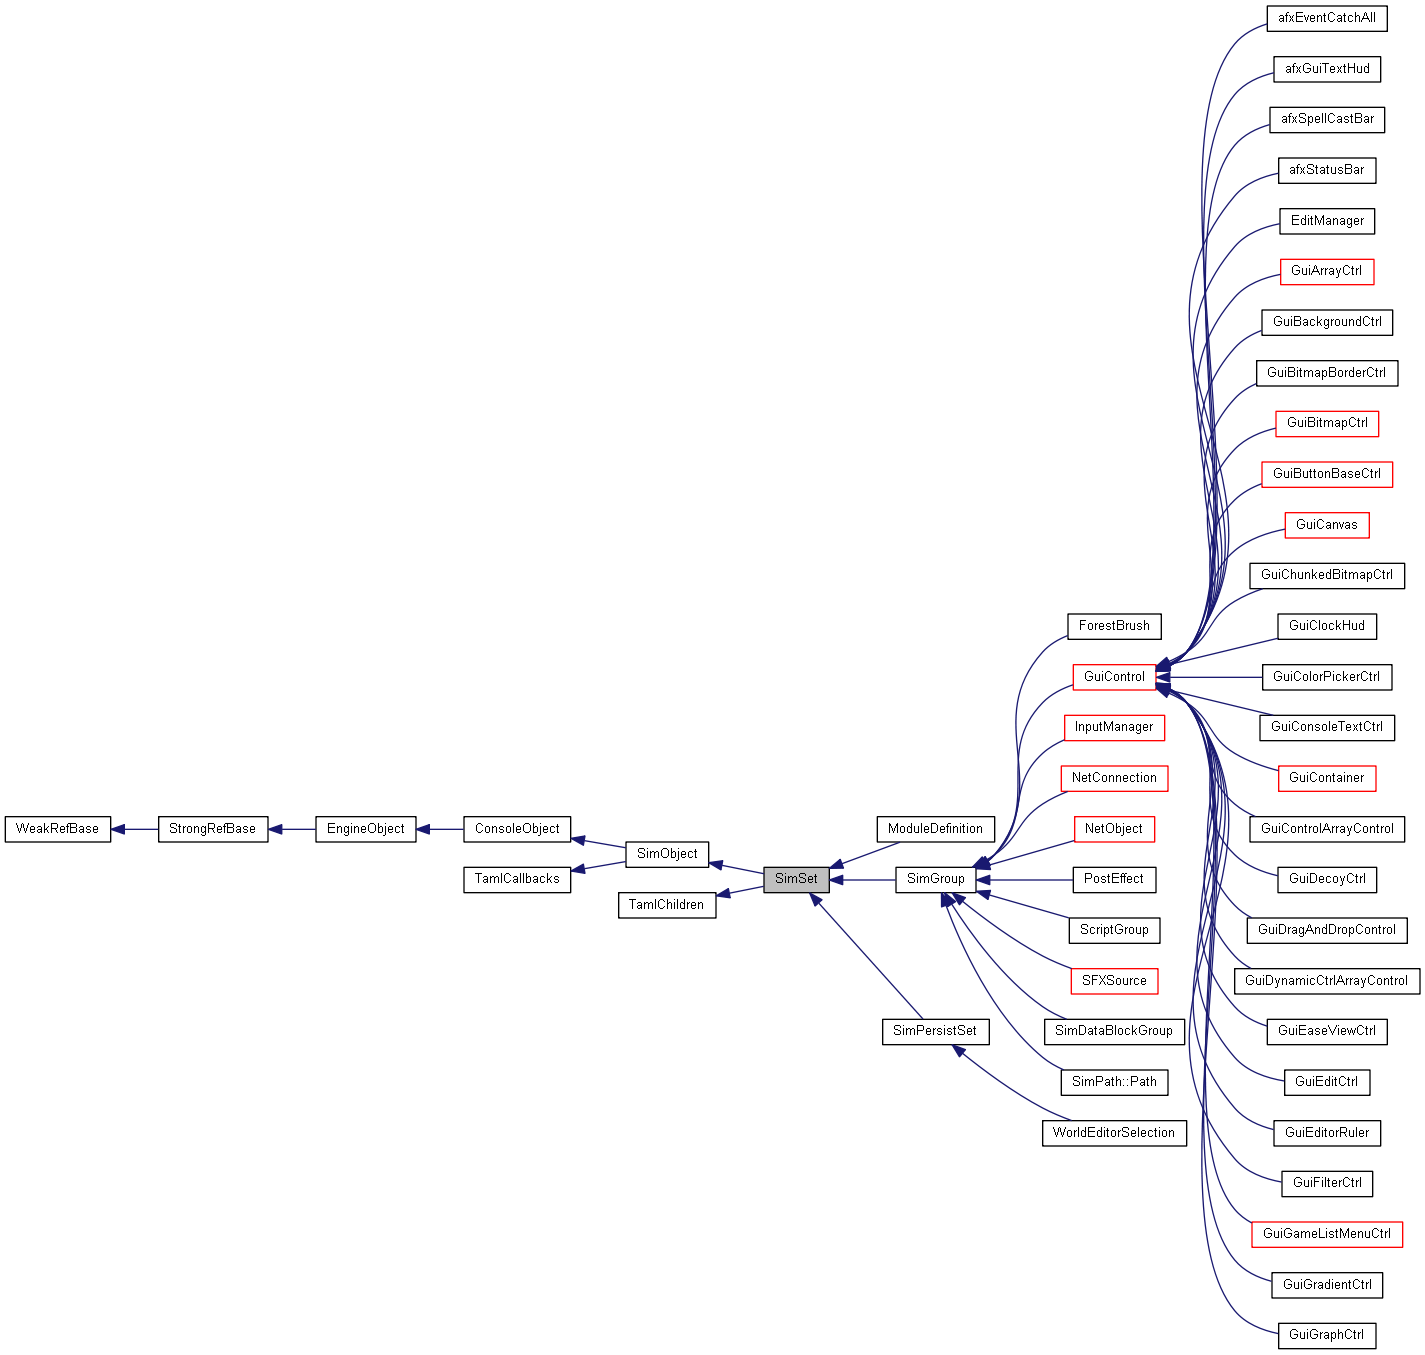 afxEventCatchAll
afxGuiTextHud
afxSpellCastBar
afxStatusBar
EditManager
GuiArrayCtrl
GuiBackgroundCtrl
GuiBitmapBorderCtrl
GuiBitmapCtrl
GuiButtonBaseCtrl
GuiCanvas
GuiChunkedBitmapCtrl
ForestBrush
GuiClockHud
GuiControl
GuiColorPickerCtrl
InputManager
GuiConsoleTextCtrl
NetConnection
GuiContainer
WeakRefBase
StrongRefBase
EngineObject
ConsoleObject
ModuleDefinition
NetObject
GuiControlArrayControl
SimObject
TamlCallbacks
SimSet
SimGroup
PostEffect
GuiDecoyCtrl
TamlChildren
ScriptGroup
GuiDragAndDropControl
SFXSource
GuiDynamicCtrlArrayControl
SimPersistSet
SimDataBlockGroup
GuiEaseViewCtrl
SimPath::Path
GuiEditCtrl
WorldEditorSelection
GuiEditorRuler
GuiFilterCtrl
GuiGameListMenuCtrl
GuiGradientCtrl
GuiGraphCtrl